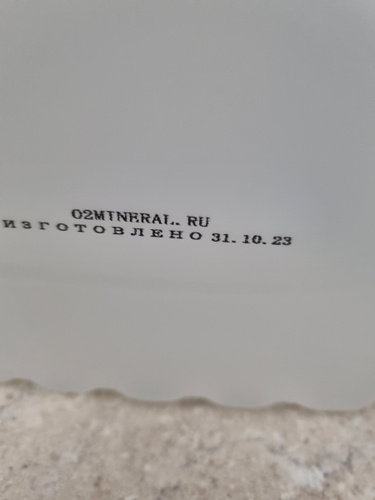 O2MINERAL. RU
ИЗГОТОВЛЕНО 31. 10. 23